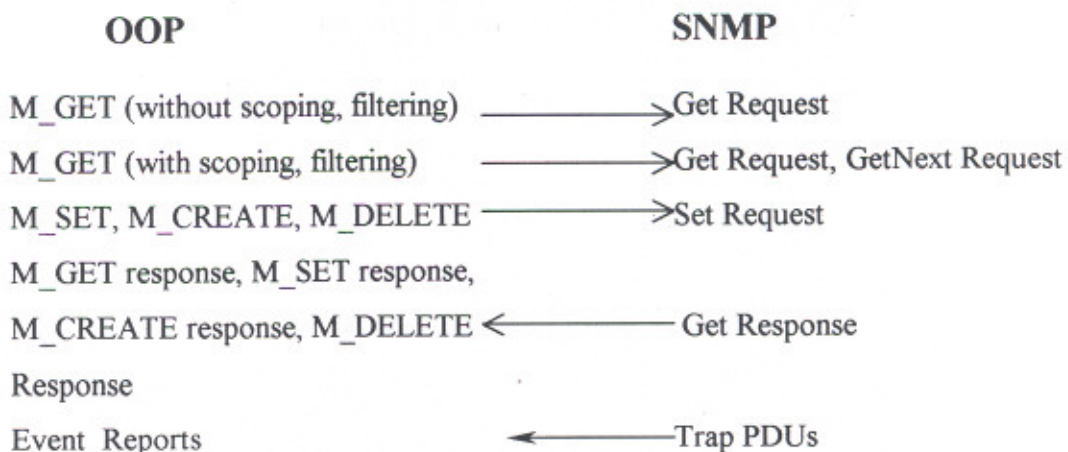 OOP SNMP
M_GET (without scoping, filtering) Get Request
M_GET (with scoping, filtering) Get Request, GetNext Request
M_SET, M_CREATE, M_DELETE Set Request
M_GET response, M_SET response,
M_CREATE response, M_DELETE Get Response
Response
Event Reports Trap PDUs